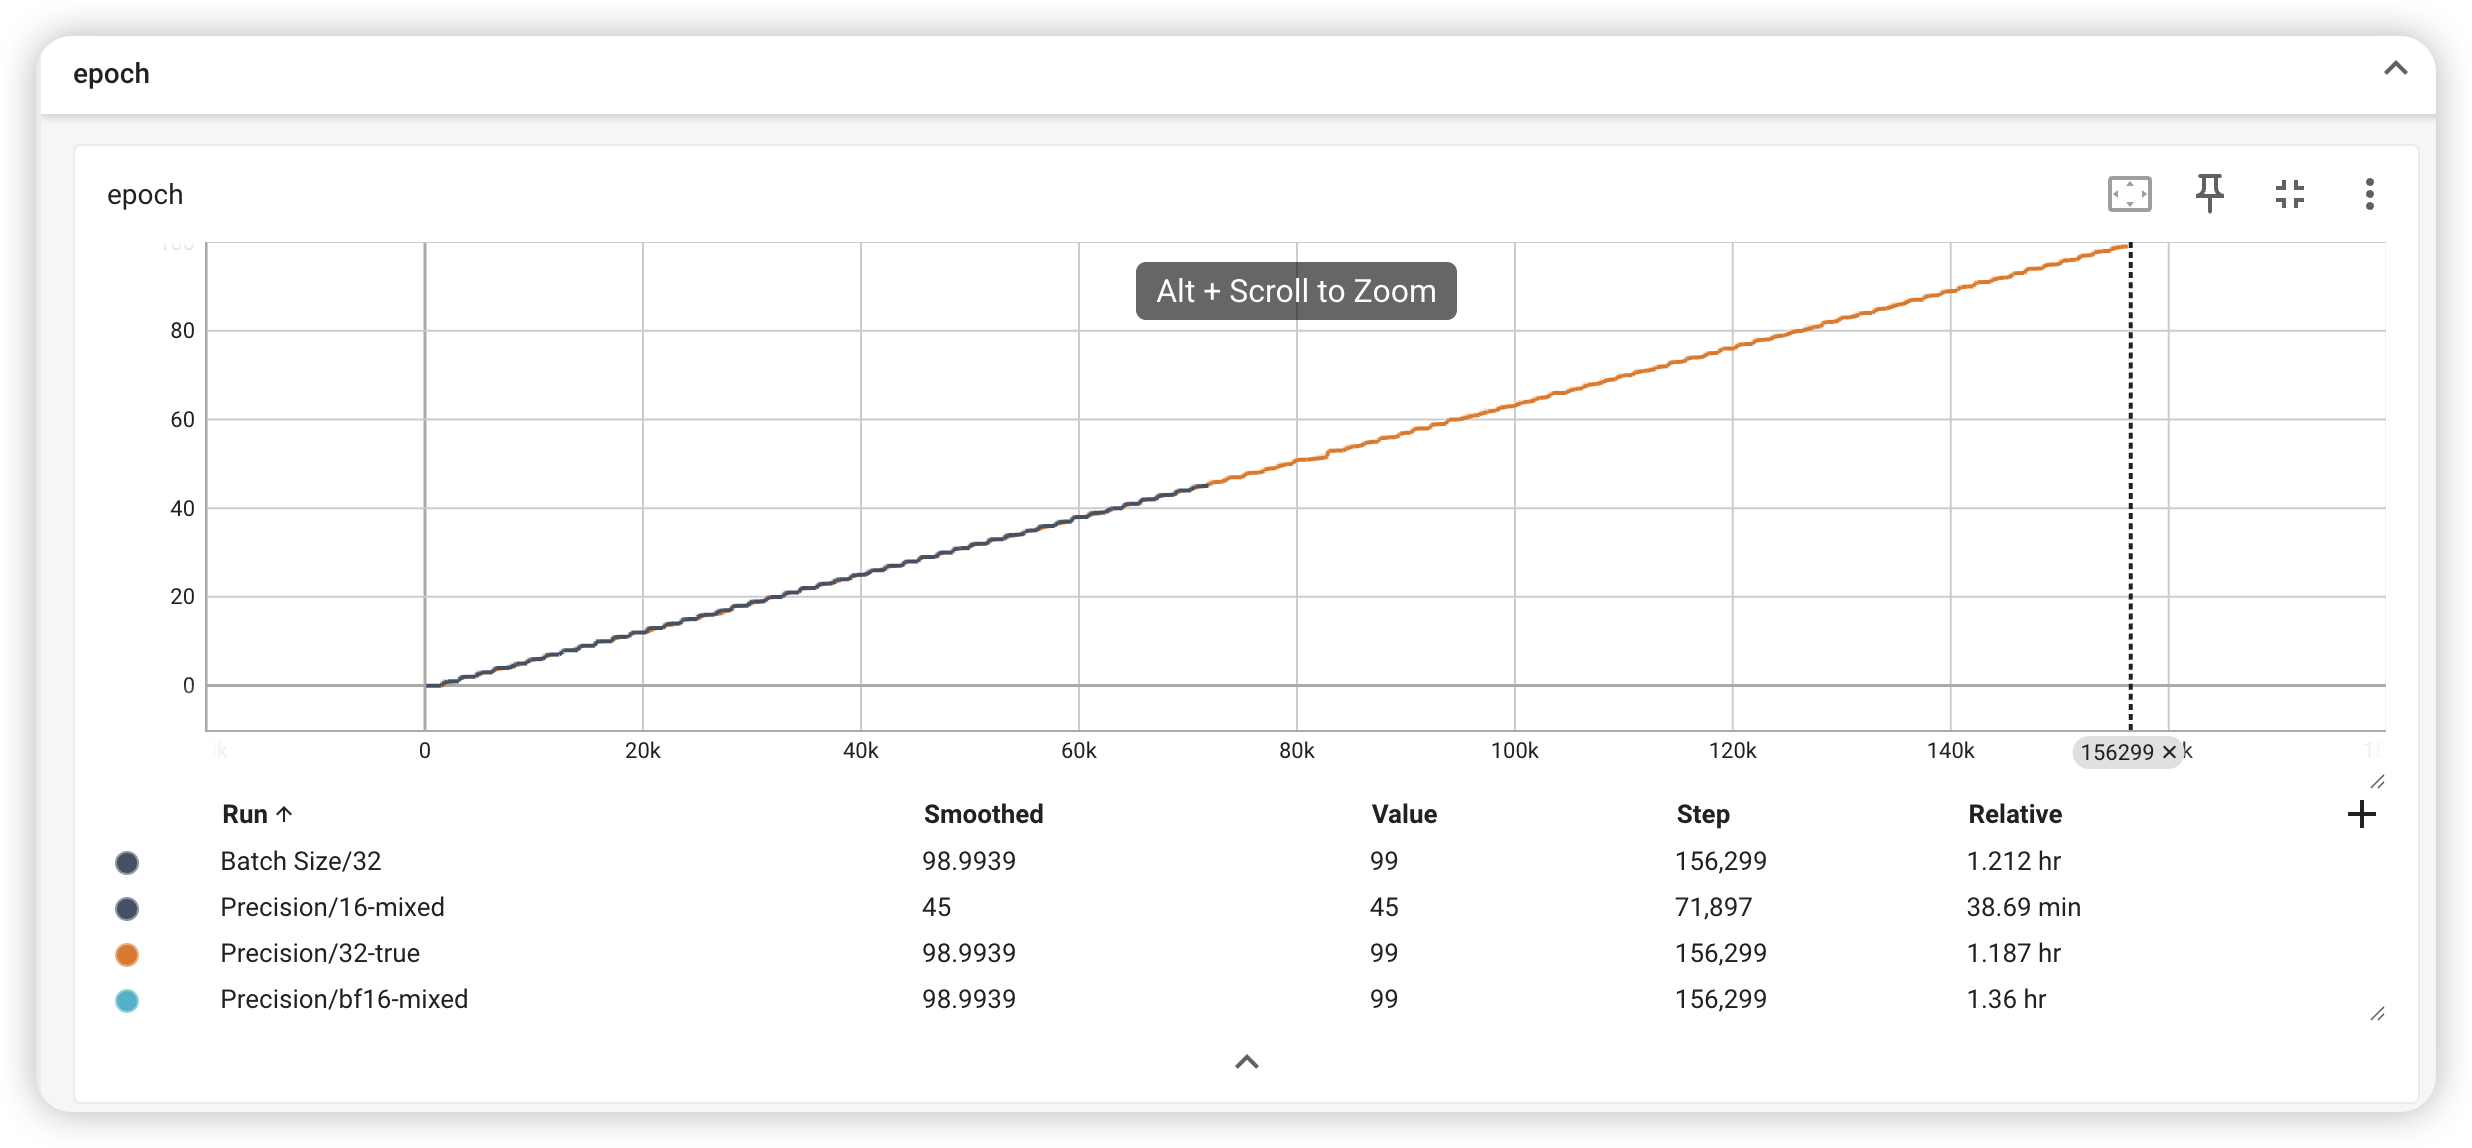 epoch
epoch
Alt + Scroll to Zoom
100
80
60
40
20
0
0 20k 40k 60k 80k 100k 120k 140k 156299 × k
Run ↑ Smoothed Value Step Relative
Batch Size/32 98.9939 99 156,299 1.212 hr
Precision/16-mixed 45 45 71,897 38.69 min
Precision/32-true 98.9939 99 156,299 1.187 hr
Precision/bf16-mixed 98.9939 99 156,299 1.36 hr